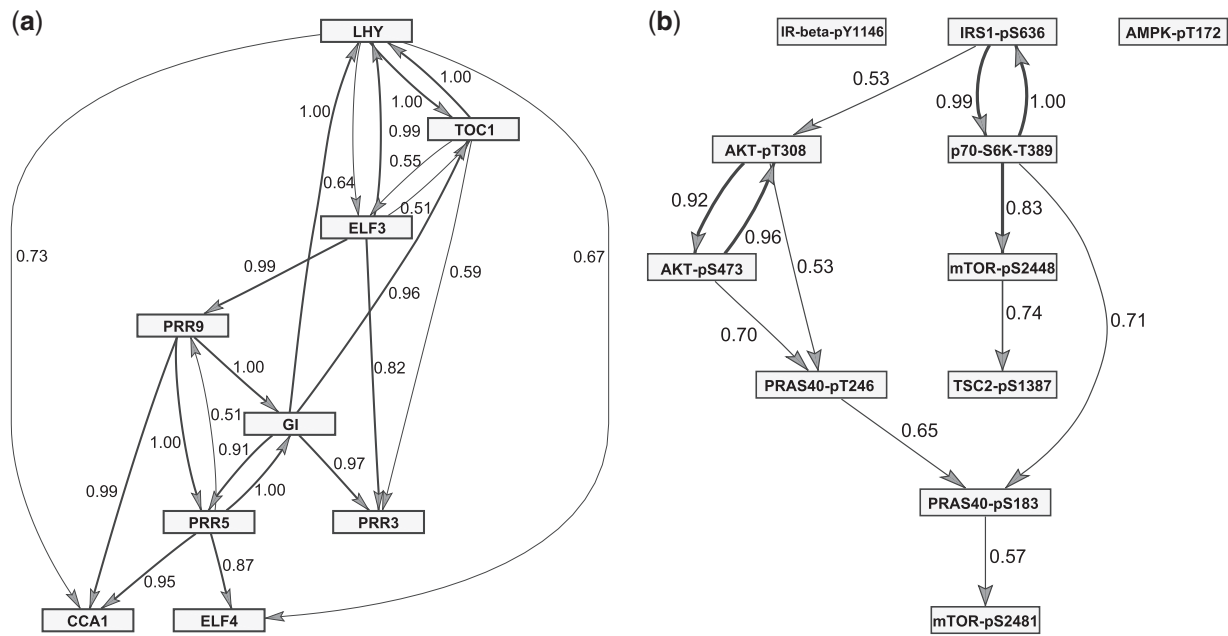 (a)
LHY
1.00
1.00
1.00
TOC1
0.99
0.55
0.64
0.51
ELF3
0.73
0.99
0.59
0.67
0.96
PRR9
1.00
0.82
0.51
GI
1.00
0.91
0.97
0.99
1.00
PRR5
PRR3
0.87
0.95
CCA1
ELF4
(b)
IR-beta-pY1146
IRS1-pS636
AMPK-pT172
0.53
0.99
1.00
AKT-pT308
p70-S6K-T389
0.92
0.83
0.96
AKT-pS473
0.53
mTOR-pS2448
0.70
0.74
0.71
PRAS40-pT246
TSC2-pS1387
0.65
PRAS40-pS183
0.57
mTOR-pS2481